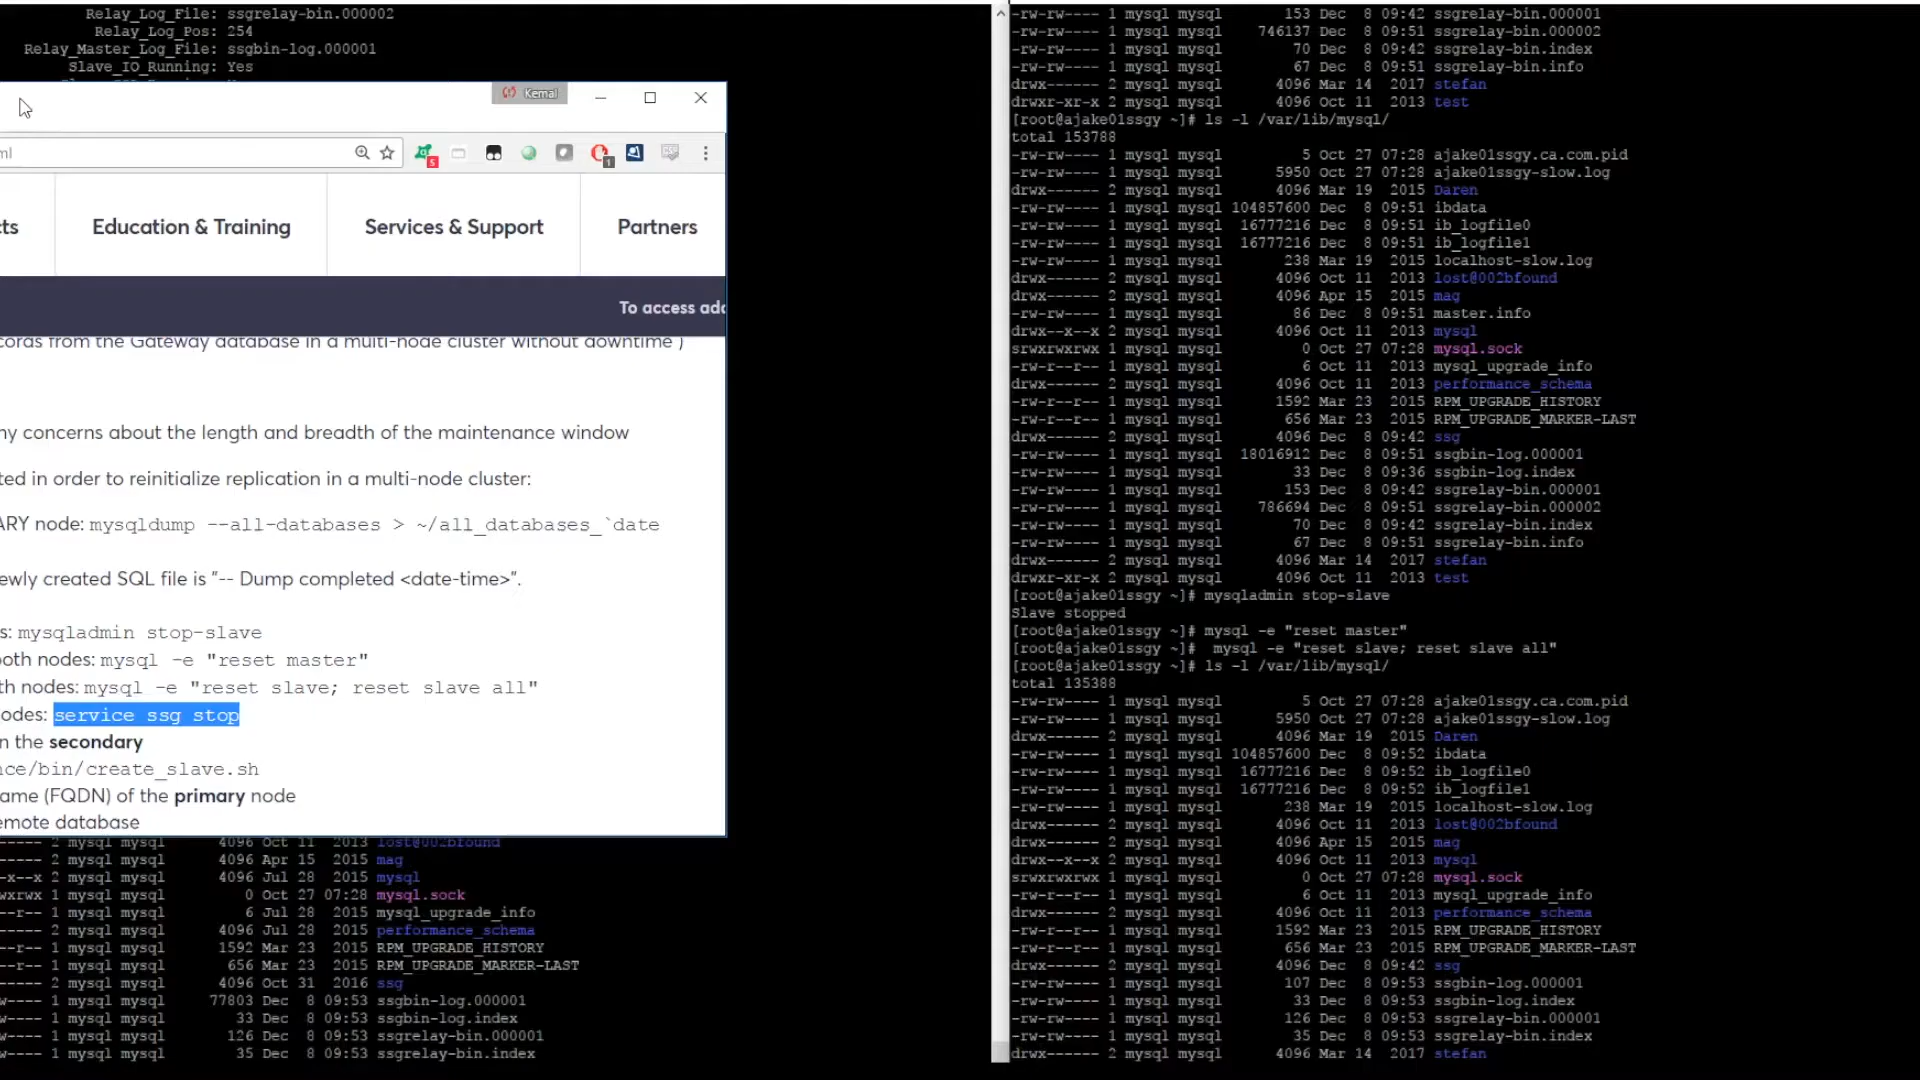 Relay_Log_File: ssgrelay-bin.000002
Relay_Log_Pos: 254
Relay_Master_Log_File: ssgbin-log.000001
Slave_IO_Running: Yes
Kemal
ml
5
1
cts
Education & Training
Services & Support
Partners
To access add
cords from the Gateway database in a multi-node cluster without downtime )
ny concerns about the length and breadth of the maintenance window
ted in order to reinitialize replication in a multi-node cluster:
ARY node: mysqldump --all-databases > ~/all_databases_`date
ewly created SQL file is "-- Dump completed <date-time>".
s: mysqladmin stop-slave
both nodes: mysql -e "reset master"
th nodes: mysql -e "reset slave; reset slave all"
odes: service ssg stop
n the secondary
nce/bin/create_slave.sh
ame (FQDN) of the primary node
emote database
----- 2 mysql mysql 4096 Oct 11 2013 lost@002bfound
----- 2 mysql mysql 4096 Apr 15 2015 mag
--x--x 2 mysql mysql 4096 Jul 28 2015 mysql
wxrwx 1 mysql mysql 0 Oct 27 07:28 mysql.sock
--r-- 1 mysql mysql 6 Jul 28 2015 mysql_upgrade_info
----- 2 mysql mysql 4096 Jul 28 2015 performance_schema
--r-- 1 mysql mysql 1592 Mar 23 2015 RPM_UPGRADE_HISTORY
--r-- 1 mysql mysql 656 Mar 23 2015 RPM_UPGRADE_MARKER-LAST
----- 2 mysql mysql 4096 Oct 31 2016 ssg
w---- 1 mysql mysql 77803 Dec 8 09:53 ssgbin-log.000001
w---- 1 mysql mysql 33 Dec 8 09:53 ssgbin-log.index
w---- 1 mysql mysql 126 Dec 8 09:53 ssgrelay-bin.000001
w---- 1 mysql mysql 35 Dec 8 09:53 ssgrelay-bin.index
-rw-rw---- 1 mysql mysql 153 Dec 8 09:42 ssgrelay-bin.000001
-rw-rw---- 1 mysql mysql 746137 Dec 8 09:51 ssgrelay-bin.000002
-rw-rw---- 1 mysql mysql 70 Dec 8 09:42 ssgrelay-bin.index
-rw-rw---- 1 mysql mysql 67 Dec 8 09:51 ssgrelay-bin.info
drwx------ 2 mysql mysql 4096 Mar 14 2017 stefan
drwxr-xr-x 2 mysql mysql 4096 Oct 11 2013 test
[root@ajake01ssgy ~]# ls -l /var/lib/mysql/
total 153788
-rw-rw---- 1 mysql mysql 5 Oct 27 07:28 ajake01ssgy.ca.com.pid
-rw-rw---- 1 mysql mysql 5950 Oct 27 07:28 ajake01ssgy-slow.log
drwx------ 2 mysql mysql 4096 Mar 19 2015 Daren
-rw-rw---- 1 mysql mysql 104857600 Dec 8 09:51 ibdata
-rw-rw---- 1 mysql mysql 16777216 Dec 8 09:51 ib_logfile0
-rw-rw---- 1 mysql mysql 16777216 Dec 8 09:51 ib_logfile1
-rw-rw---- 1 mysql mysql 238 Mar 19 2015 localhost-slow.log
drwx------ 2 mysql mysql 4096 Oct 11 2013 lost@002bfound
drwx------ 2 mysql mysql 4096 Apr 15 2015 mag
-rw-rw---- 1 mysql mysql 86 Dec 8 09:51 master.info
drwx--x--x 2 mysql mysql 4096 Oct 11 2013 mysql
srwxrwxrwx 1 mysql mysql 0 Oct 27 07:28 mysql.sock
-rw-r--r-- 1 mysql mysql 6 Oct 11 2013 mysql_upgrade_info
drwx------ 2 mysql mysql 4096 Oct 11 2013 performance_schema
-rw-r--r-- 1 mysql mysql 1592 Mar 23 2015 RPM_UPGRADE_HISTORY
-rw-r--r-- 1 mysql mysql 656 Mar 23 2015 RPM_UPGRADE_MARKER-LAST
drwx------ 2 mysql mysql 4096 Dec 8 09:42 ssg
-rw-rw---- 1 mysql mysql 18016912 Dec 8 09:51 ssgbin-log.000001
-rw-rw---- 1 mysql mysql 33 Dec 8 09:36 ssgbin-log.index
-rw-rw---- 1 mysql mysql 153 Dec 8 09:42 ssgrelay-bin.000001
-rw-rw---- 1 mysql mysql 786694 Dec 8 09:51 ssgrelay-bin.000002
-rw-rw---- 1 mysql mysql 70 Dec 8 09:42 ssgrelay-bin.index
-rw-rw---- 1 mysql mysql 67 Dec 8 09:51 ssgrelay-bin.info
drwx------ 2 mysql mysql 4096 Mar 14 2017 stefan
drwxr-xr-x 2 mysql mysql 4096 Oct 11 2013 test
[root@ajake01ssgy ~]# mysqladmin stop-slave
Slave stopped
[root@ajake01ssgy ~]# mysql -e "reset master"
[root@ajake01ssgy ~]#  mysql -e "reset slave; reset slave all"
[root@ajake01ssgy ~]# ls -l /var/lib/mysql/
total 135388
-rw-rw---- 1 mysql mysql 5 Oct 27 07:28 ajake01ssgy.ca.com.pid
-rw-rw---- 1 mysql mysql 5950 Oct 27 07:28 ajake01ssgy-slow.log
drwx------ 2 mysql mysql 4096 Mar 19 2015 Daren
-rw-rw---- 1 mysql mysql 104857600 Dec 8 09:52 ibdata
-rw-rw---- 1 mysql mysql 16777216 Dec 8 09:52 ib_logfile0
-rw-rw---- 1 mysql mysql 16777216 Dec 8 09:52 ib_logfile1
-rw-rw---- 1 mysql mysql 238 Mar 19 2015 localhost-slow.log
drwx------ 2 mysql mysql 4096 Oct 11 2013 lost@002bfound
drwx------ 2 mysql mysql 4096 Apr 15 2015 mag
drwx--x--x 2 mysql mysql 4096 Oct 11 2013 mysql
srwxrwxrwx 1 mysql mysql 0 Oct 27 07:28 mysql.sock
-rw-r--r-- 1 mysql mysql 6 Oct 11 2013 mysql_upgrade_info
drwx------ 2 mysql mysql 4096 Oct 11 2013 performance_schema
-rw-r--r-- 1 mysql mysql 1592 Mar 23 2015 RPM_UPGRADE_HISTORY
-rw-r--r-- 1 mysql mysql 656 Mar 23 2015 RPM_UPGRADE_MARKER-LAST
drwx------ 2 mysql mysql 4096 Dec 8 09:42 ssg
-rw-rw---- 1 mysql mysql 107 Dec 8 09:53 ssgbin-log.000001
-rw-rw---- 1 mysql mysql 33 Dec 8 09:53 ssgbin-log.index
-rw-rw---- 1 mysql mysql 126 Dec 8 09:53 ssgrelay-bin.000001
-rw-rw---- 1 mysql mysql 35 Dec 8 09:53 ssgrelay-bin.index
drwx------ 2 mysql mysql 4096 Mar 14 2017 stefan